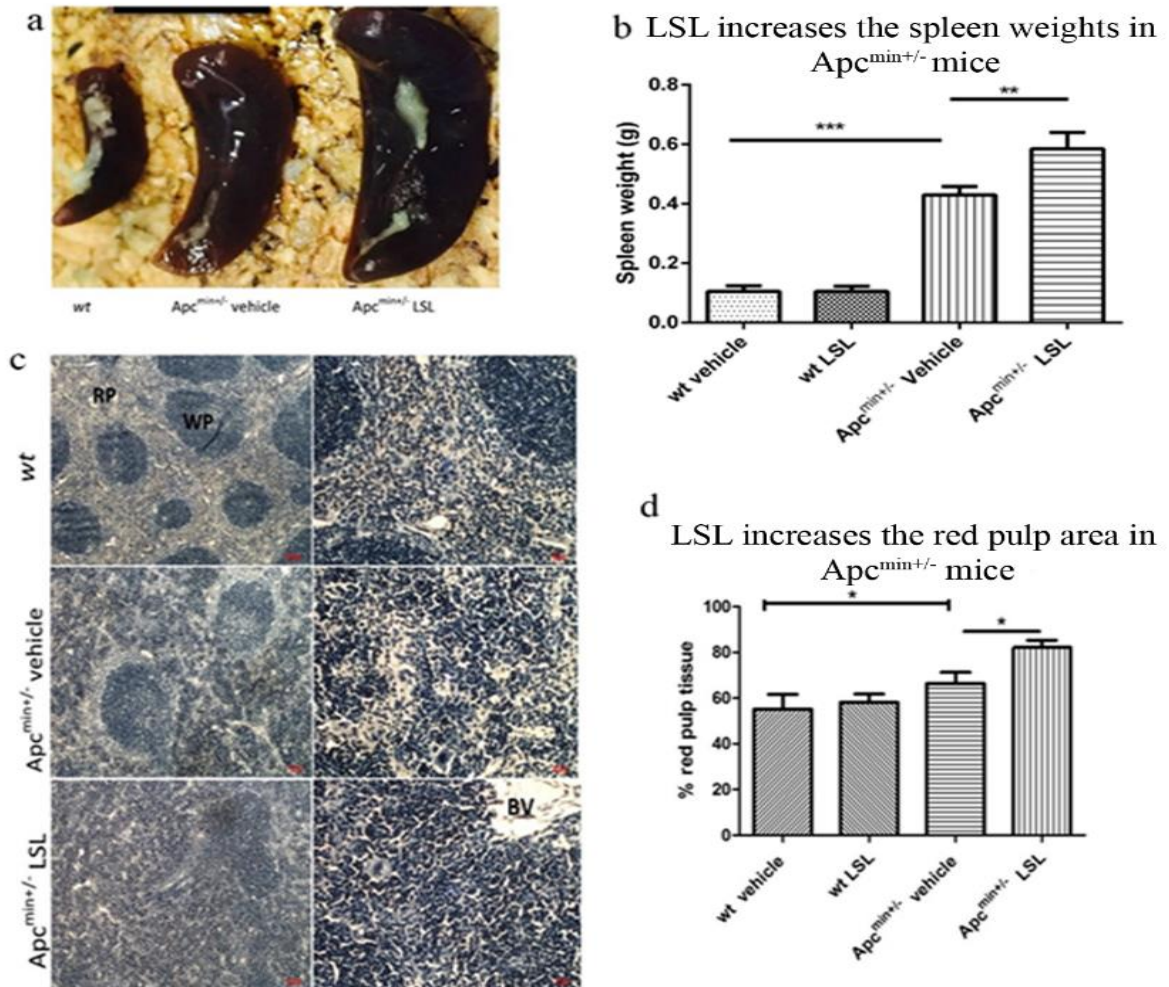 a
wt
Apcmin+/- vehicle
Apcmin+/- LSL
b
LSL increases the spleen weights in
Apcmin+/- mice
Spleen weight (g)
0.8
0.6
0.4
0.2
0.0
***
**
wt vehicle
wt LSL
Apcmin+/- Vehicle
Apcmin+/- LSL
c
wt
Apcmin+/- vehicle
Apcmin+/- LSL
RP
WP
BV
d
LSL increases the red pulp area in
Apcmin+/- mice
% red pulp tissue
100
80
60
40
20
0
*
*
wt vehicle
wt LSL
Apcmin+/- vehicle
Apcmin+/- LSL